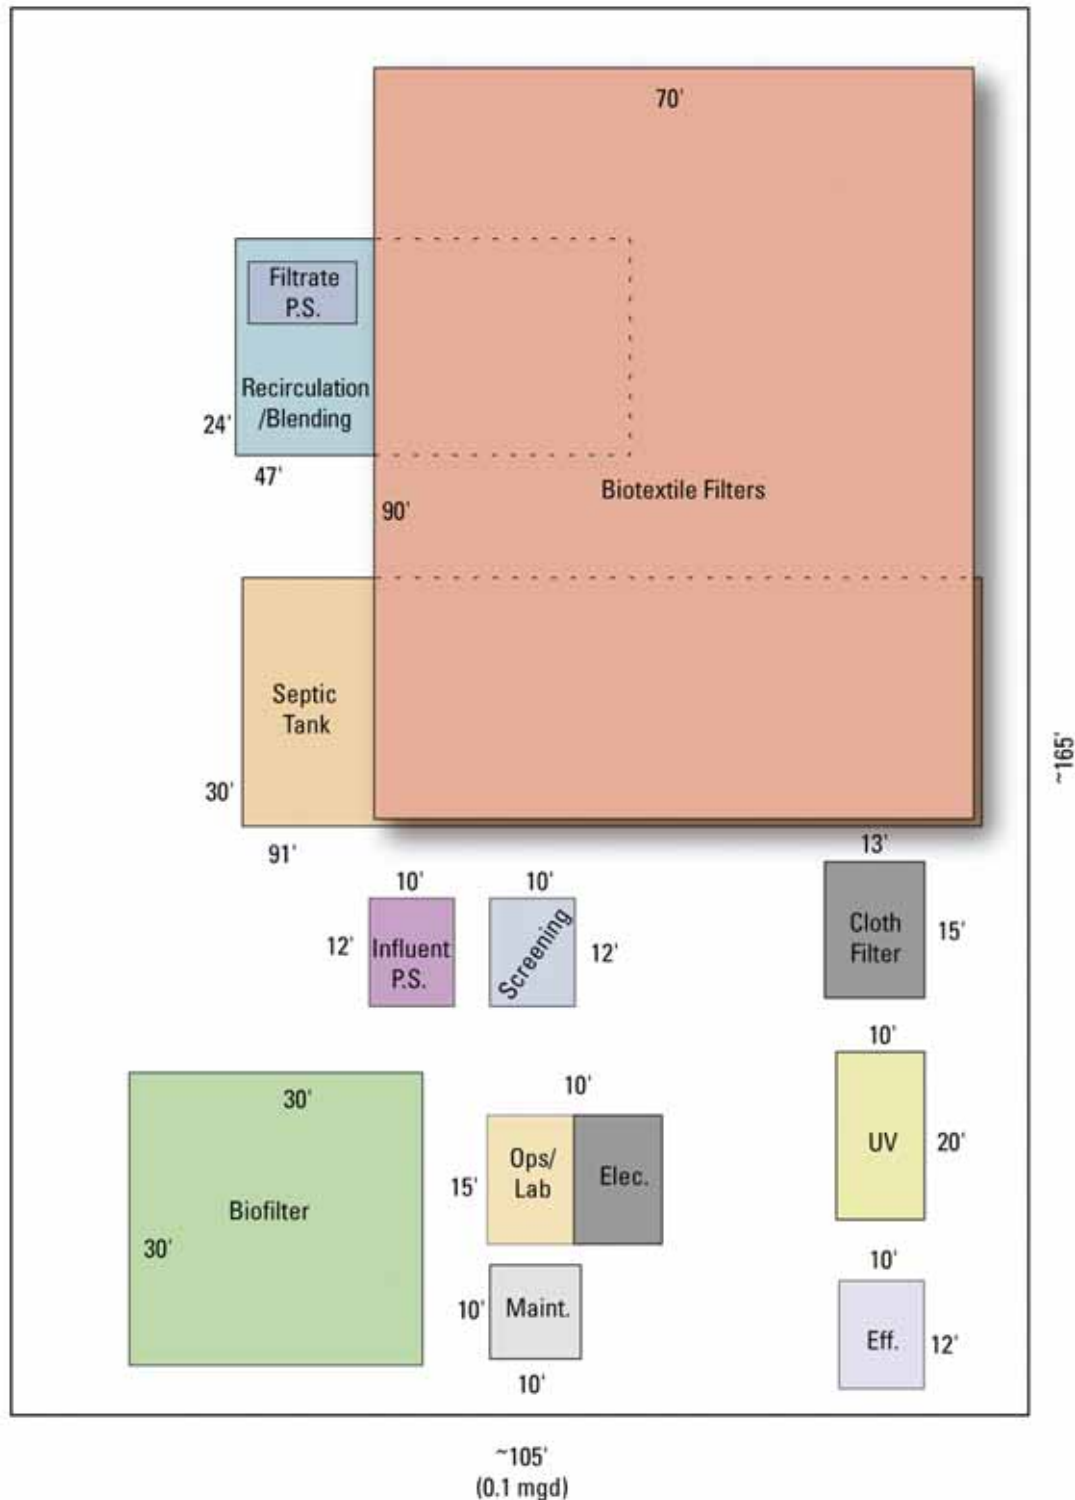 70'
Filtrate
P.S.
Recirculation
/Blending
24'
47'
Biotextile Filters
90'
Septic
Tank
30'
91'
~165'
10'
12'
Influent
P.S.
10'
Screening
12'
13'
Cloth
Filter
15'
30'
Biofilter
30'
10'
15'
Ops/
Lab
Elec.
10'
Maint.
10'
10'
UV
20'
10'
Eff.
12'
~105'
(0.1 mgd)